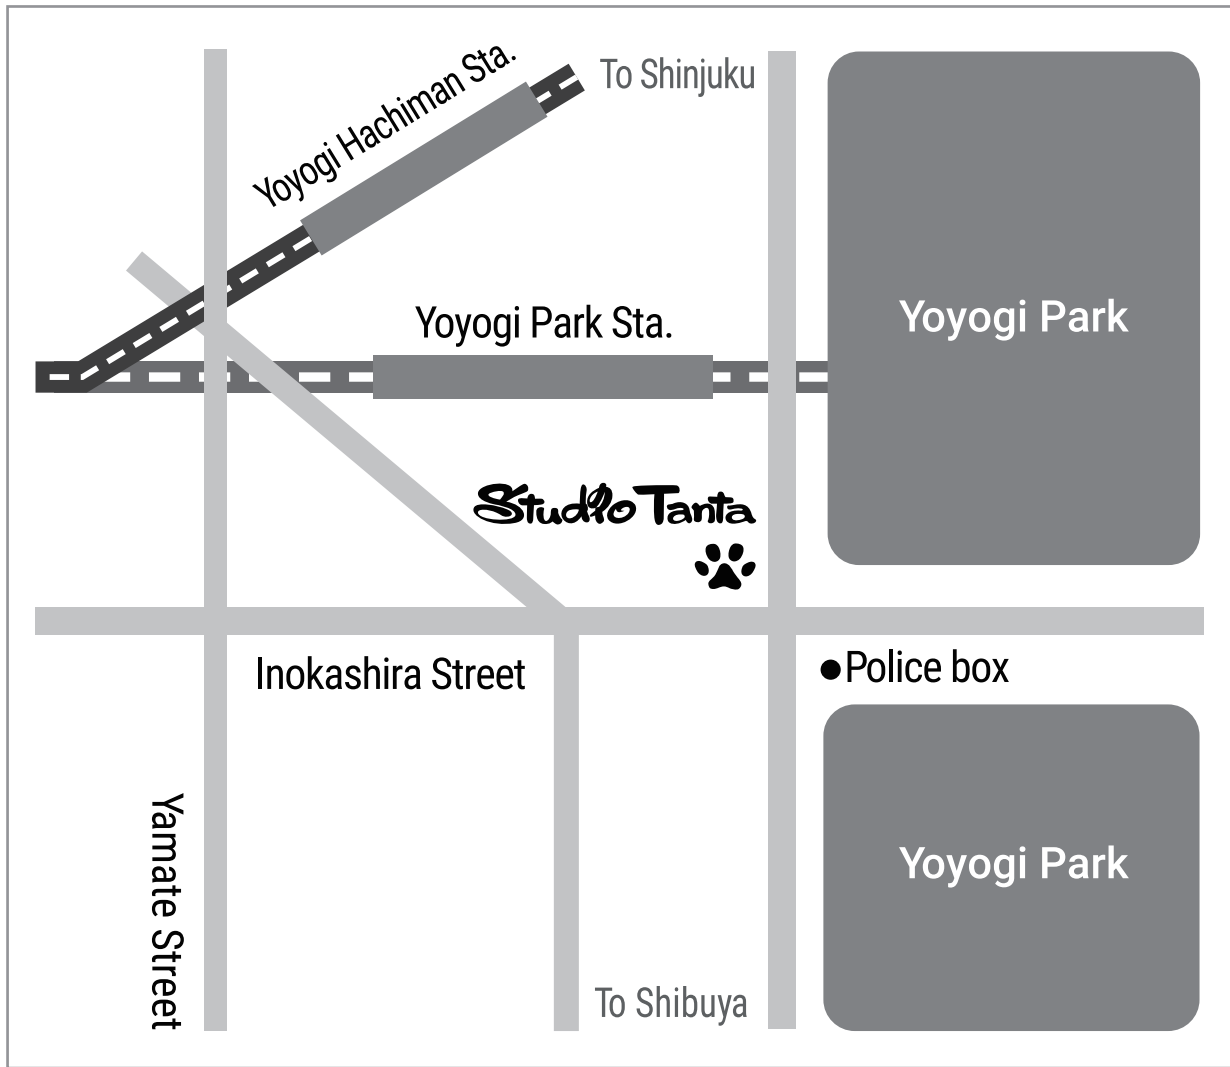 Yoyogi Hachiman Sta.
To Shinjuku
Yoyogi Park Sta.
Yoyogi Park
Studio Tanta
Inokashira Street
Police box
Yamate Street
Yoyogi Park
To Shibuya